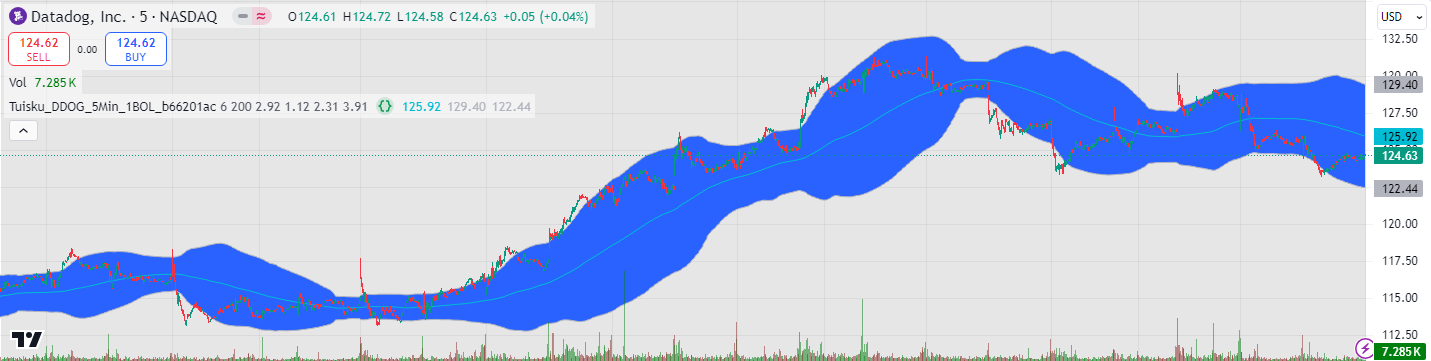 Datadog, Inc. · 5 · NASDAQ O124.61 H124.72 L124.58 C124.63 +0.05 (+0.04%)
USD
124.62 SELL 0.00 124.62 BUY
Vol 7.285 K
Tuisku_DDOG_5Min_1BOL_b66201ac 6 200 2.92 1.12 2.31 3.91 {} 125.92 129.40 122.44
132.50
129.40
127.50
125.92
124.63
122.44
120.00
117.50
115.00
112.50
7.285 K